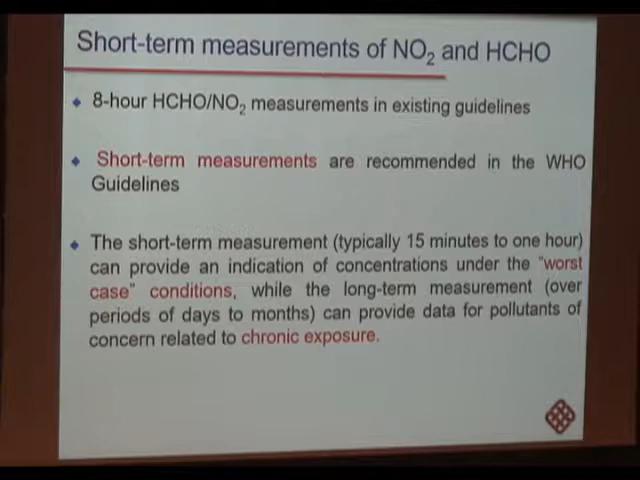 Short-term measurements of NO2 and HCHO
8-hour HCHO/NO2 measurements in existing guidelines
Short-term measurements are recommended in the WHO
Guidelines
The short-term measurement (typically 15 minutes to one hour)
can provide an indication of concentrations under the "worst
case" conditions, while the long-term measurement (over
periods of days to months) can provide data for pollutants of
concern related to chronic exposure.